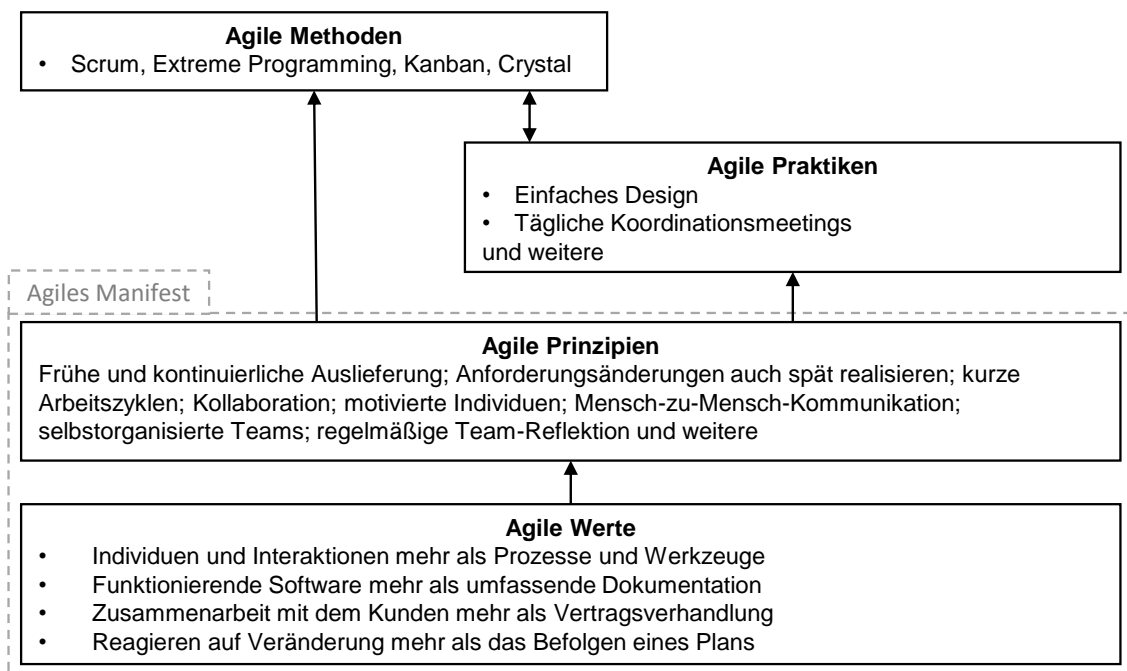 Agile Methoden
• Scrum, Extreme Programming, Kanban, Crystal
Agile Praktiken
• Einfaches Design
• Tägliche Koordinationsmeetings
und weitere
Agiles Manifest
Agile Prinzipien
Frühe und kontinuierliche Auslieferung; Anforderungsänderungen auch spät realisieren; kurze
Arbeitszyklen; Kollaboration; motivierte Individuen; Mensch-zu-Mensch-Kommunikation;
selbstorganisierte Teams; regelmäßige Team-Reflektion und weitere
Agile Werte
• Individuen und Interaktionen mehr als Prozesse und Werkzeuge
• Funktionierende Software mehr als umfassende Dokumentation
• Zusammenarbeit mit dem Kunden mehr als Vertragsverhandlung
• Reagieren auf Veränderung mehr als das Befolgen eines Plans